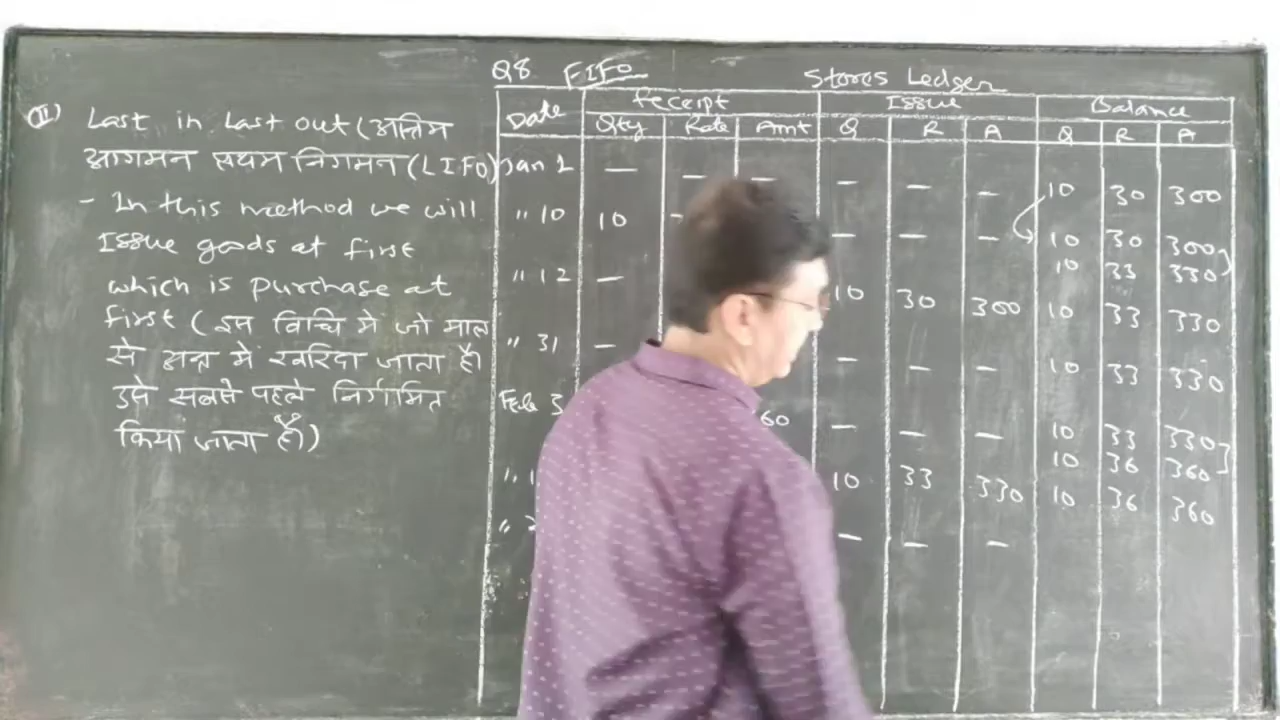 II) Last in Last out (अन्तिम
आगमन प्रथम निगमन (LIFO)
- In this method we will
Issue goods at first
which is purchase at
first (इस विधि में जो माल
से अन्त में खरिदा जाता है।
उसे सबसे पहले निर्गमित
किया जाता है।)
Q8 FIFO Stores Ledger
Date Receipt Issue Balance
Qty Rate Amt Q R A Q R A
Jan 1 — — — — — - 10 30 300
" 10 10 - — — - 10 30 300
10 33 330
" 12 — 10 30 300 10 33 330
" 31 — - - — 10 33 330
Feb 3 60 — — — 10 33 330
10 36 360
" 1 10 33 330 10 36 360
" 2 — — —